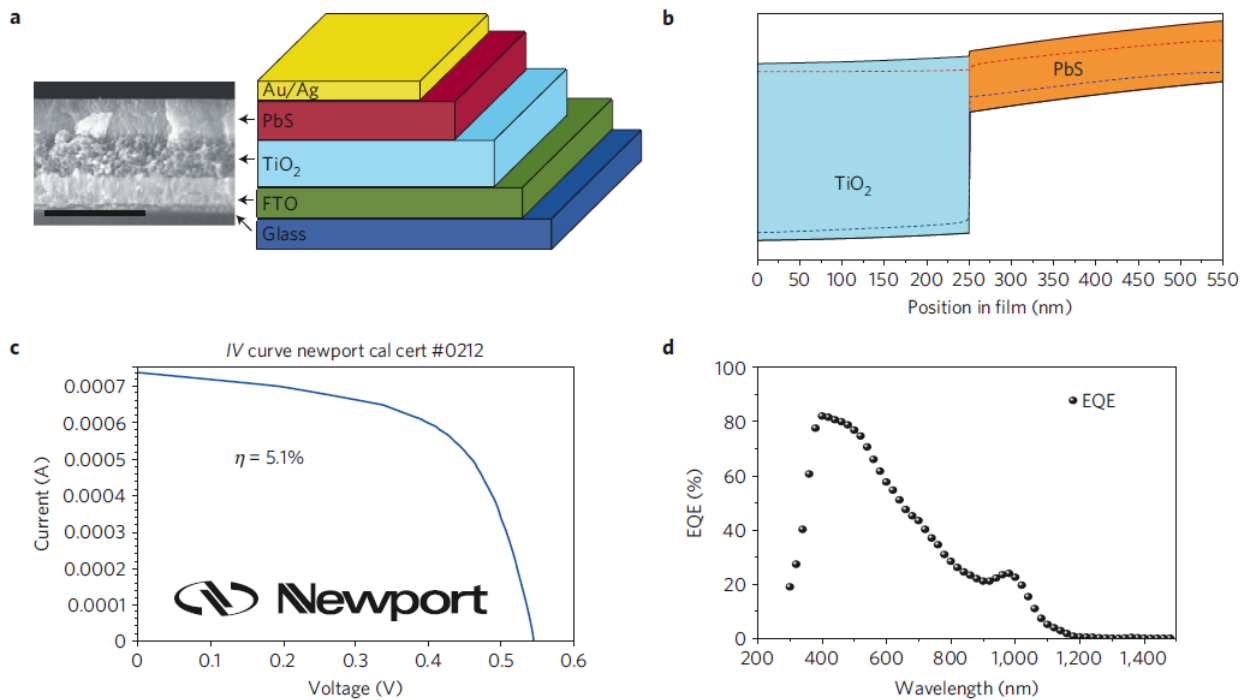 a
Au/Ag
PbS
TiO2
FTO
Glass
b
PbS
TiO2
0 50 100 150 200 250 300 350 400 450 500 550
Position in film (nm)
c
IV curve newport cal cert #0212
0.0007
0.0006
0.0005
0.0004
0.0003
0.0002
0.0001
0
Current (A)
η = 5.1%
Newport
0 0.1 0.2 0.3 0.4 0.5 0.6
Voltage (V)
d
100
80
60
40
20
0
EQE (%)
EQE
200 400 600 800 1,000 1,200 1,400
Wavelength (nm)